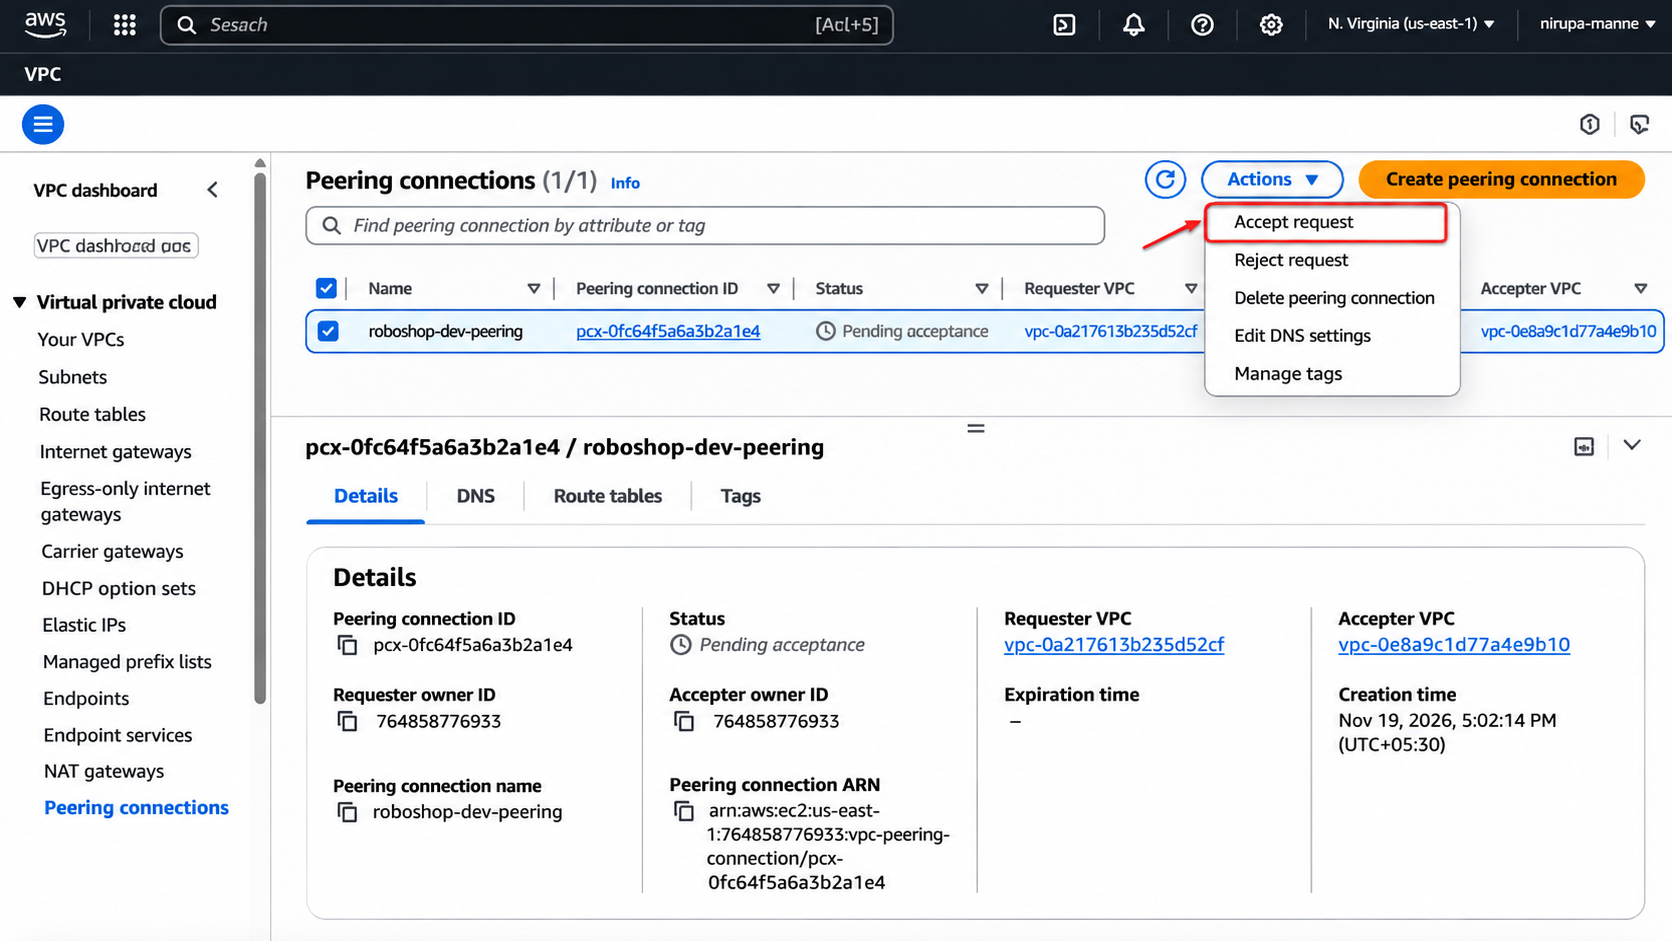 aws
Sesach
[Aɑl+5]
N. Virginia (us-east-1)
nirupa-manne
VPC
VPC dashboard
VPC dashboard
Virtual private cloud
Your VPCs
Subnets
Route tables
Internet gateways
Egress-only internet
gateways
Carrier gateways
DHCP option sets
Elastic IPs
Managed prefix lists
Endpoints
Endpoint services
NAT gateways
Peering connections
Peering connections (1/1) Info
Actions
Create peering connection
Find peering connection by attribute or tag
Accept request
Reject request
Delete peering connection
Edit DNS settings
Manage tags
Name Peering connection ID Status Requester VPC Accepter VPC
roboshop-dev-peering pcx-0fc64f5a6a3b2a1e4 Pending acceptance vpc-0a217613b235d52cf vpc-0e8a9c1d77a4e9b10
pcx-0fc64f5a6a3b2a1e4 / roboshop-dev-peering
Details DNS Route tables Tags
Details
Peering connection ID
pcx-0fc64f5a6a3b2a1e4
Status
Pending acceptance
Requester VPC
vpc-0a217613b235d52cf
Accepter VPC
vpc-0e8a9c1d77a4e9b10
Requester owner ID
764858776933
Accepter owner ID
764858776933
Expiration time
–
Creation time
Nov 19, 2026, 5:02:14 PM
(UTC+05:30)
Peering connection name
roboshop-dev-peering
Peering connection ARN
arn:aws:ec2:us-east-
1:764858776933:vpc-peering-
connection/pcx-
0fc64f5a6a3b2a1e4